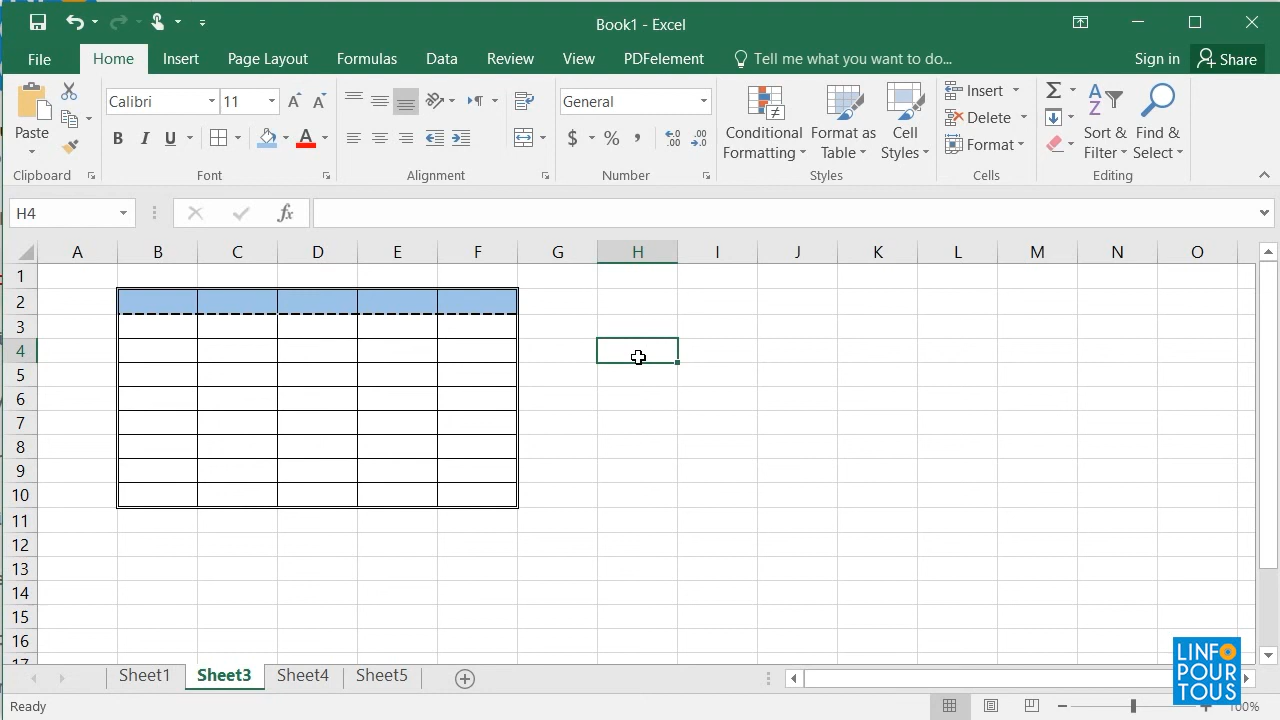 Book1 - Excel
File Home Insert Page Layout Formulas Data Review View PDFelement Tell me what you want to do... Sign in Share
Calibri 11 General Insert
Paste B I U A $ % , Conditional Formatting Format as Table Cell Styles Delete Format Sort & Filter Find & Select
Clipboard Font Alignment Number Styles Cells Editing
H4 fx
A B C D E F G H I J K L M N O
1
2
3
4
5
6
7
8
9
10
11
12
13
14
15
16
17
LINFO
POUR
TOUS
Sheet1 Sheet3 Sheet4 Sheet5
Ready 100%